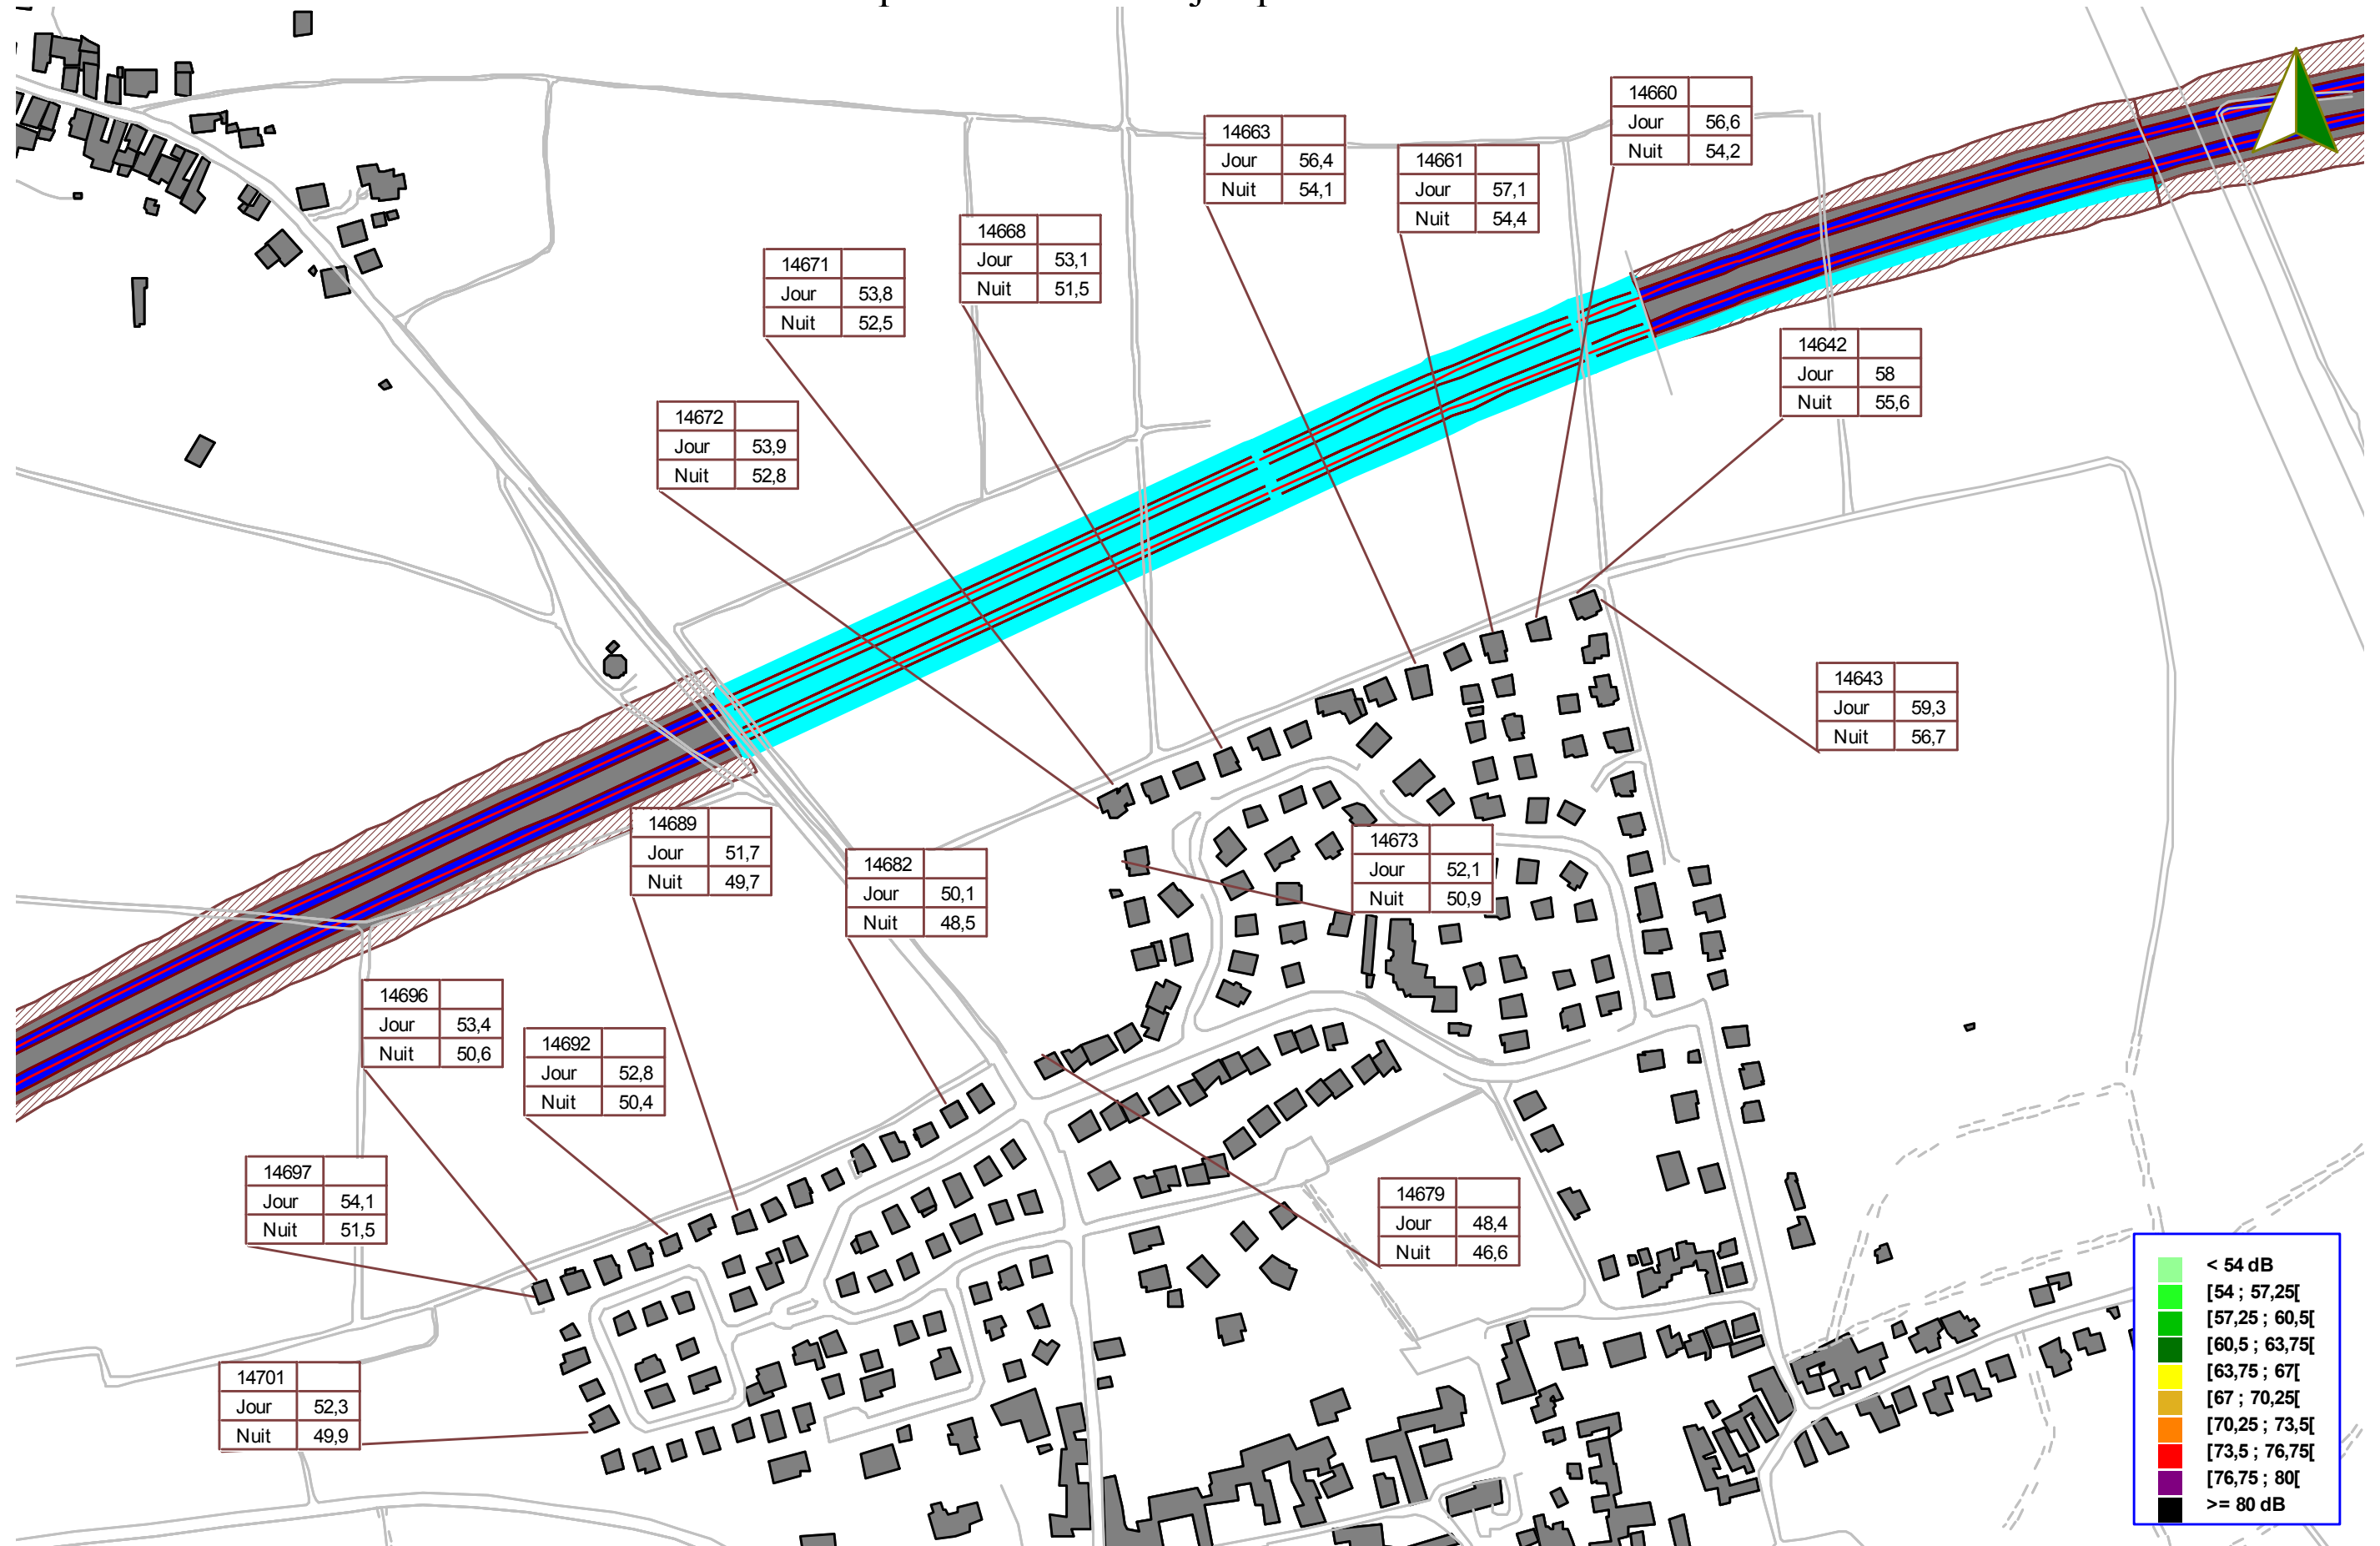 14660
Jour 56,6
Nuit 54,2
14663
Jour 56,4
Nuit 54,1
14661
Jour 57,1
Nuit 54,4
14668
Jour 53,1
Nuit 51,5
14671
Jour 53,8
Nuit 52,5
14642
Jour 58
Nuit 55,6
14672
Jour 53,9
Nuit 52,8
14643
Jour 59,3
Nuit 56,7
14689
Jour 51,7
Nuit 49,7
14673
Jour 52,1
Nuit 50,9
14682
Jour 50,1
Nuit 48,5
14696
Jour 53,4
Nuit 50,6
14692
Jour 52,8
Nuit 50,4
14697
Jour 54,1
Nuit 51,5
14679
Jour 48,4
Nuit 46,6
14701
Jour 52,3
Nuit 49,9
< 54 dB
[54 ; 57,25[
[57,25 ; 60,5[
[60,5 ; 63,75[
[63,75 ; 67[
[67 ; 70,25[
[70,25 ; 73,5[
[73,5 ; 76,75[
[76,75 ; 80[
>= 80 dB